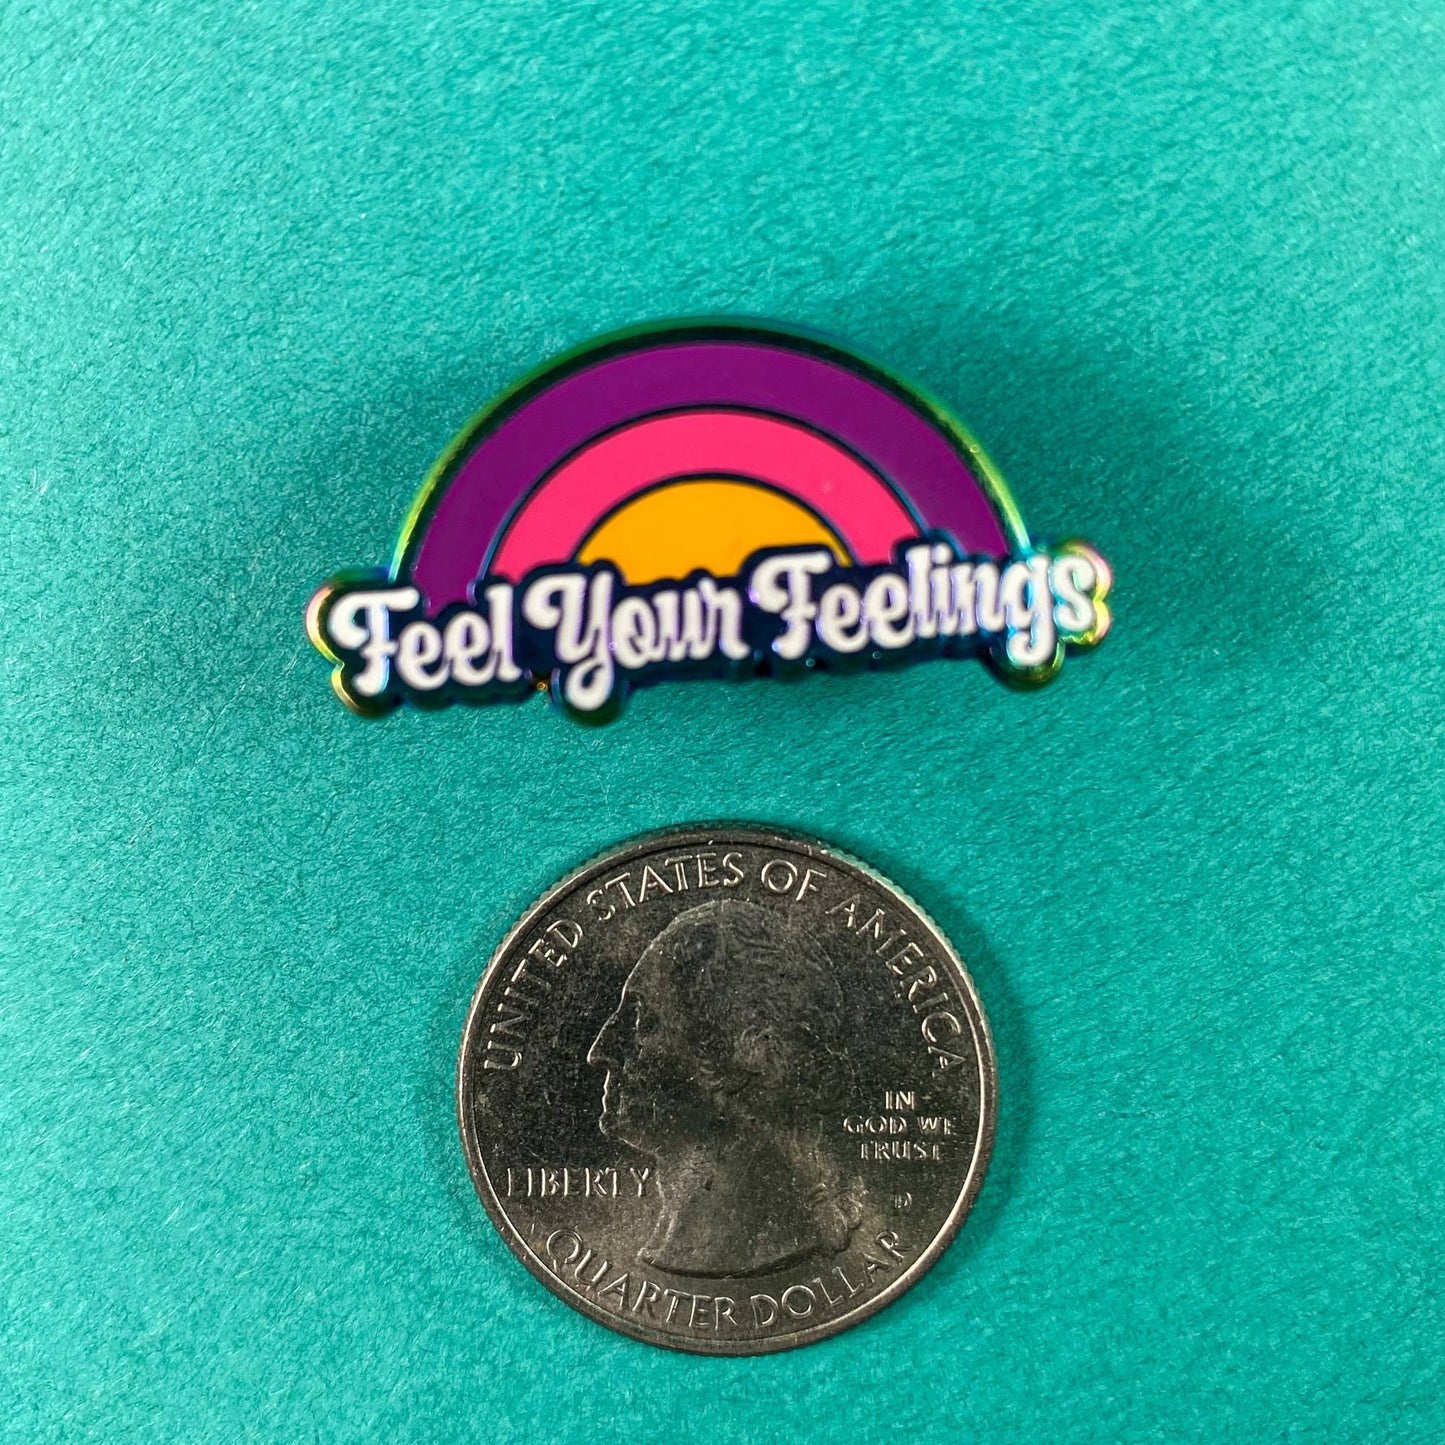 Feel Your Feelings
UNITED STATES OF AMERICA
IN
GOD WE
TRUST
LIBERTY
D
QUARTER DOLLAR